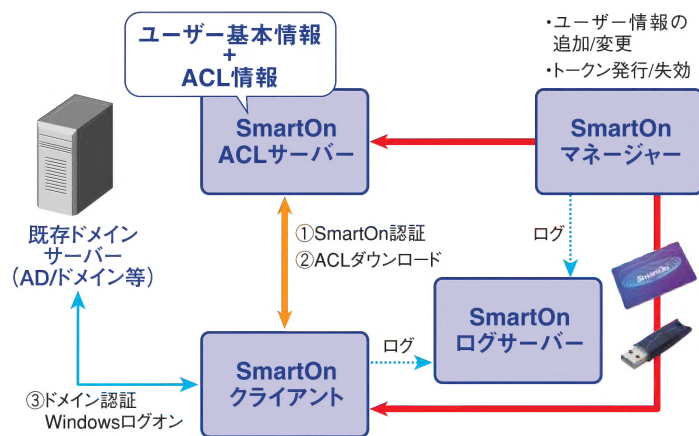 ユーザー基本情報
+
ACL情報
・ユーザー情報の
追加/変更
・トークン発行/失効
SmartOn
ACLサーバー
SmartOn
マネージャー
既存ドメイン
サーバー
（AD/ドメイン等）
①SmartOn認証
②ACLダウンロード
ログ
SmartOn
SmartOn
ログサーバー
ログ
SmartOn
クライアント
③ドメイン認証
Windowsログオン